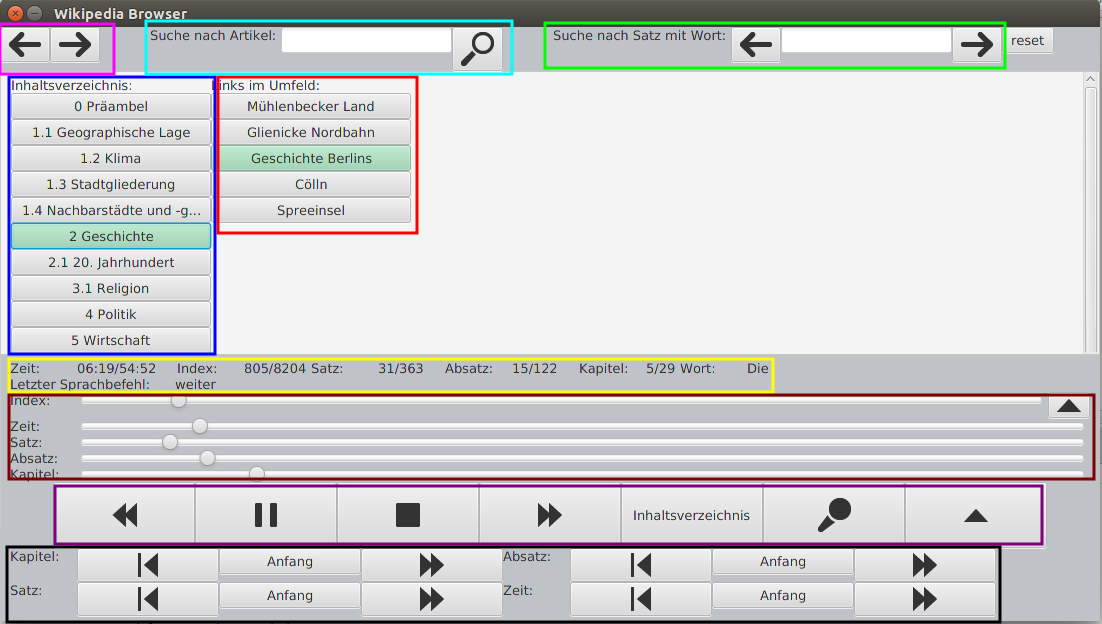 Wikipedia Browser
Suche nach Artikel:
Suche nach Satz mit Wort:
reset
Inhaltsverzeichnis:
0 Präambel
1.1 Geographische Lage
1.2 Klima
1.3 Stadtgliederung
1.4 Nachbarstädte und -g...
2 Geschichte
2.1 20. Jahrhundert
3.1 Religion
4 Politik
5 Wirtschaft
Links im Umfeld:
Mühlenbecker Land
Glienicke Nordbahn
Geschichte Berlins
Cölln
Spreeinsel
Zeit: 06:19/54:52 Index: 805/8204 Satz: 31/363 Absatz: 15/122 Kapitel: 5/29 Wort: Die
Letzter Sprachbefehl: weiter
Index:
Zeit:
Satz:
Absatz:
Kapitel:
Inhaltsverzeichnis
Kapitel: Anfang Absatz: Anfang
Satz: Anfang Zeit: Anfang